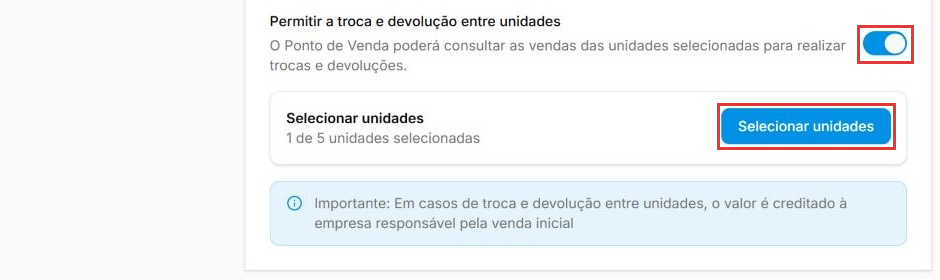 Permitir a troca e devolução entre unidades
O Ponto de Venda poderá consultar as vendas das unidades selecionadas para realizar
trocas e devoluções.
Selecionar unidades
1 de 5 unidades selecionadas
Selecionar unidades
Importante: Em casos de troca e devolução entre unidades, o valor é creditado à
empresa responsável pela venda inicial